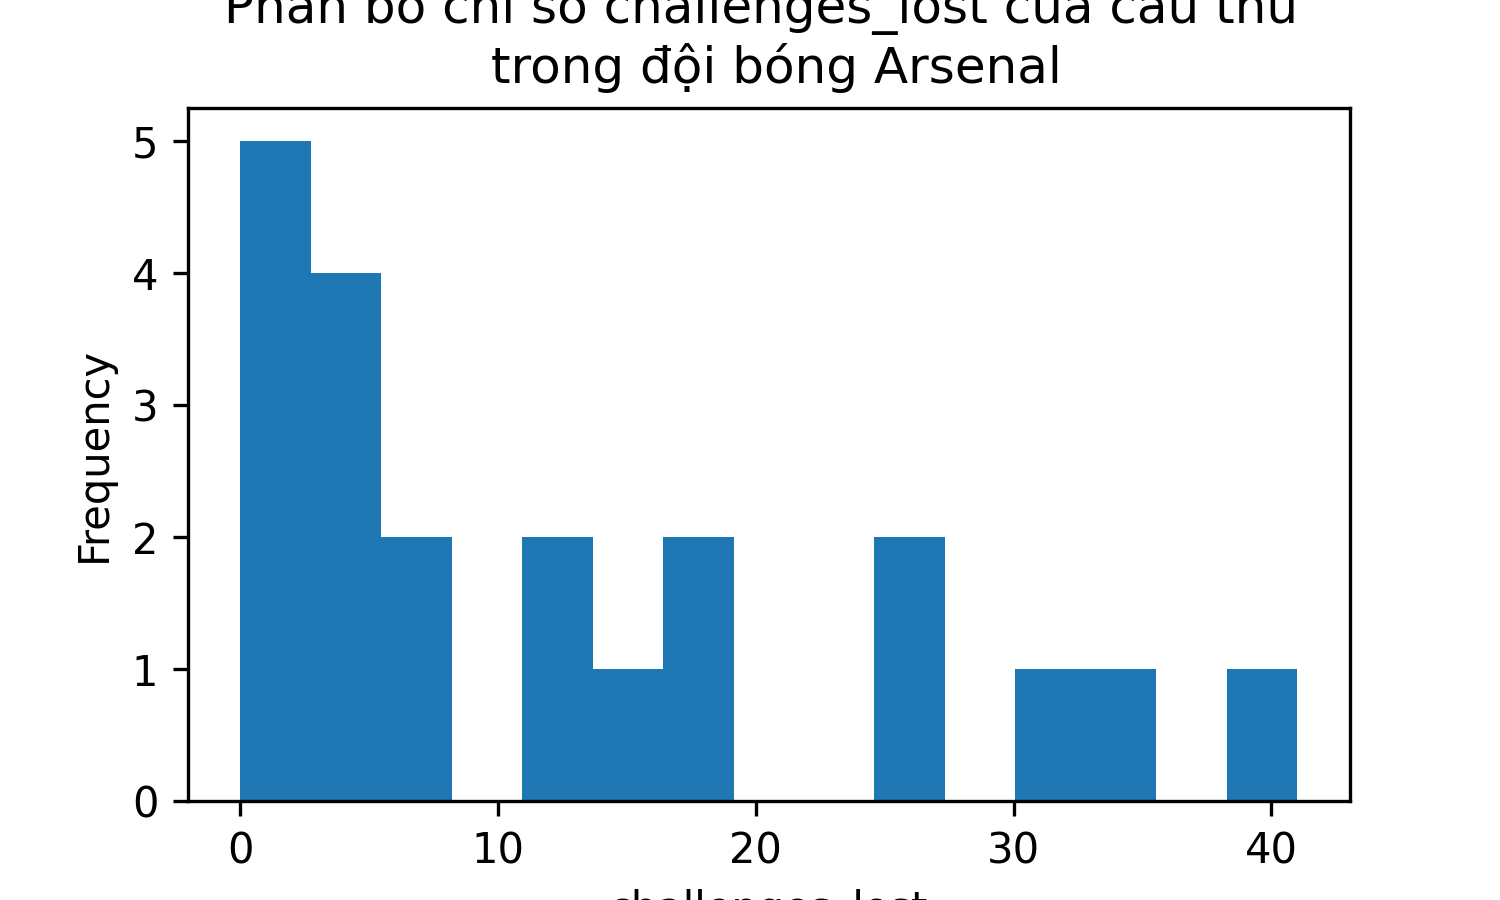 Phân bố chỉ số challenges_lost của cầu thủ
trong đội bóng Arsenal
5
4
3
2
1
0
Frequency
0 10 20 30 40
challenges_lost